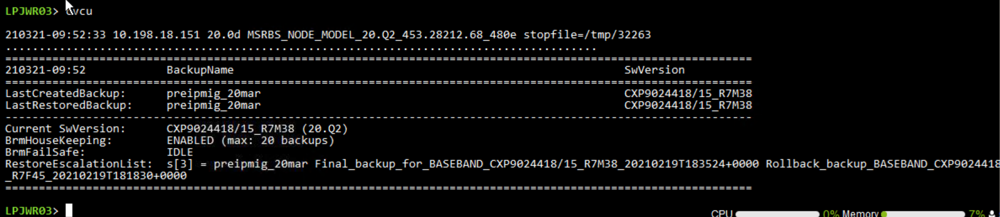 LPJWR03> cvcu
210321-09:52:33 10.198.18.151 20.0d MSRBS_NODE_MODEL_20.Q2_453.28212.68_480e stopfile=/tmp/32263
........................................................................................
================================================================================================================
210321-09:52 BackupName SwVersion
================================================================================================================
LastCreatedBackup: preipmig_20mar CXP9024418/15_R7M38
LastRestoredBackup: preipmig_20mar CXP9024418/15_R7M38
----------------------------------------------------------------------------------------------------------------
Current SwVersion: CXP9024418/15_R7M38 (20.Q2)
BrmHouseKeeping: ENABLED (max: 20 backups)
BrmFailSafe: IDLE
RestoreEscalationList: s[3] = preipmig_20mar Final_backup_for_BASEBAND_CXP9024418/15_R7M38_20210219T183524+0000 Rollback_backup_BASEBAND_CXP9024418
_R7F45_20210219T181830+0000
================================================================================================================
LPJWR03>
CPU 0% Memory 7%